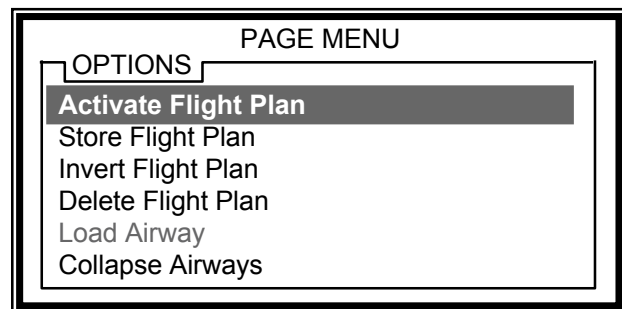 PAGE MENU
OPTIONS
Activate Flight Plan
Store Flight Plan
Invert Flight Plan
Delete Flight Plan
Load Airway
Collapse Airways